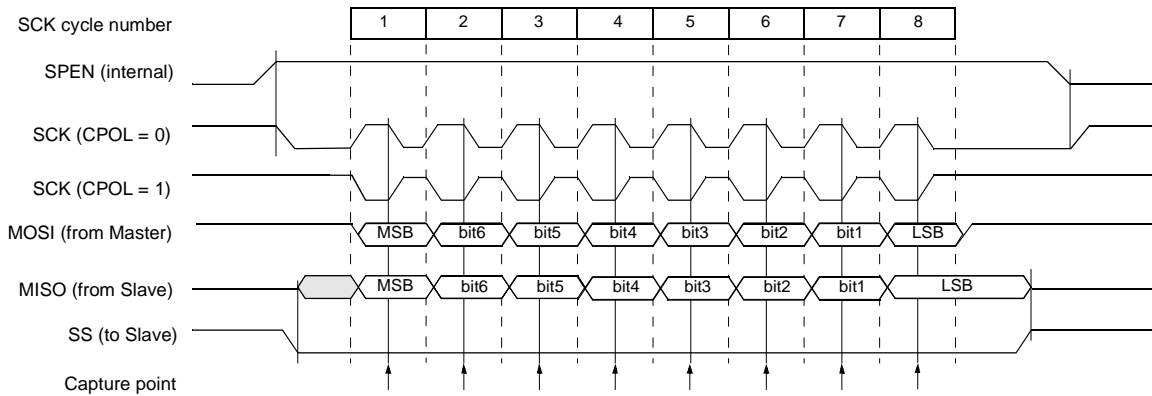 SCK cycle number 1 2 3 4 5 6 7 8
SPEN (internal)
SCK (CPOL = 0)
SCK (CPOL = 1)
MOSI (from Master) MSB bit6 bit5 bit4 bit3 bit2 bit1 LSB
MISO (from Slave) MSB bit6 bit5 bit4 bit3 bit2 bit1 LSB
SS (to Slave)
Capture point